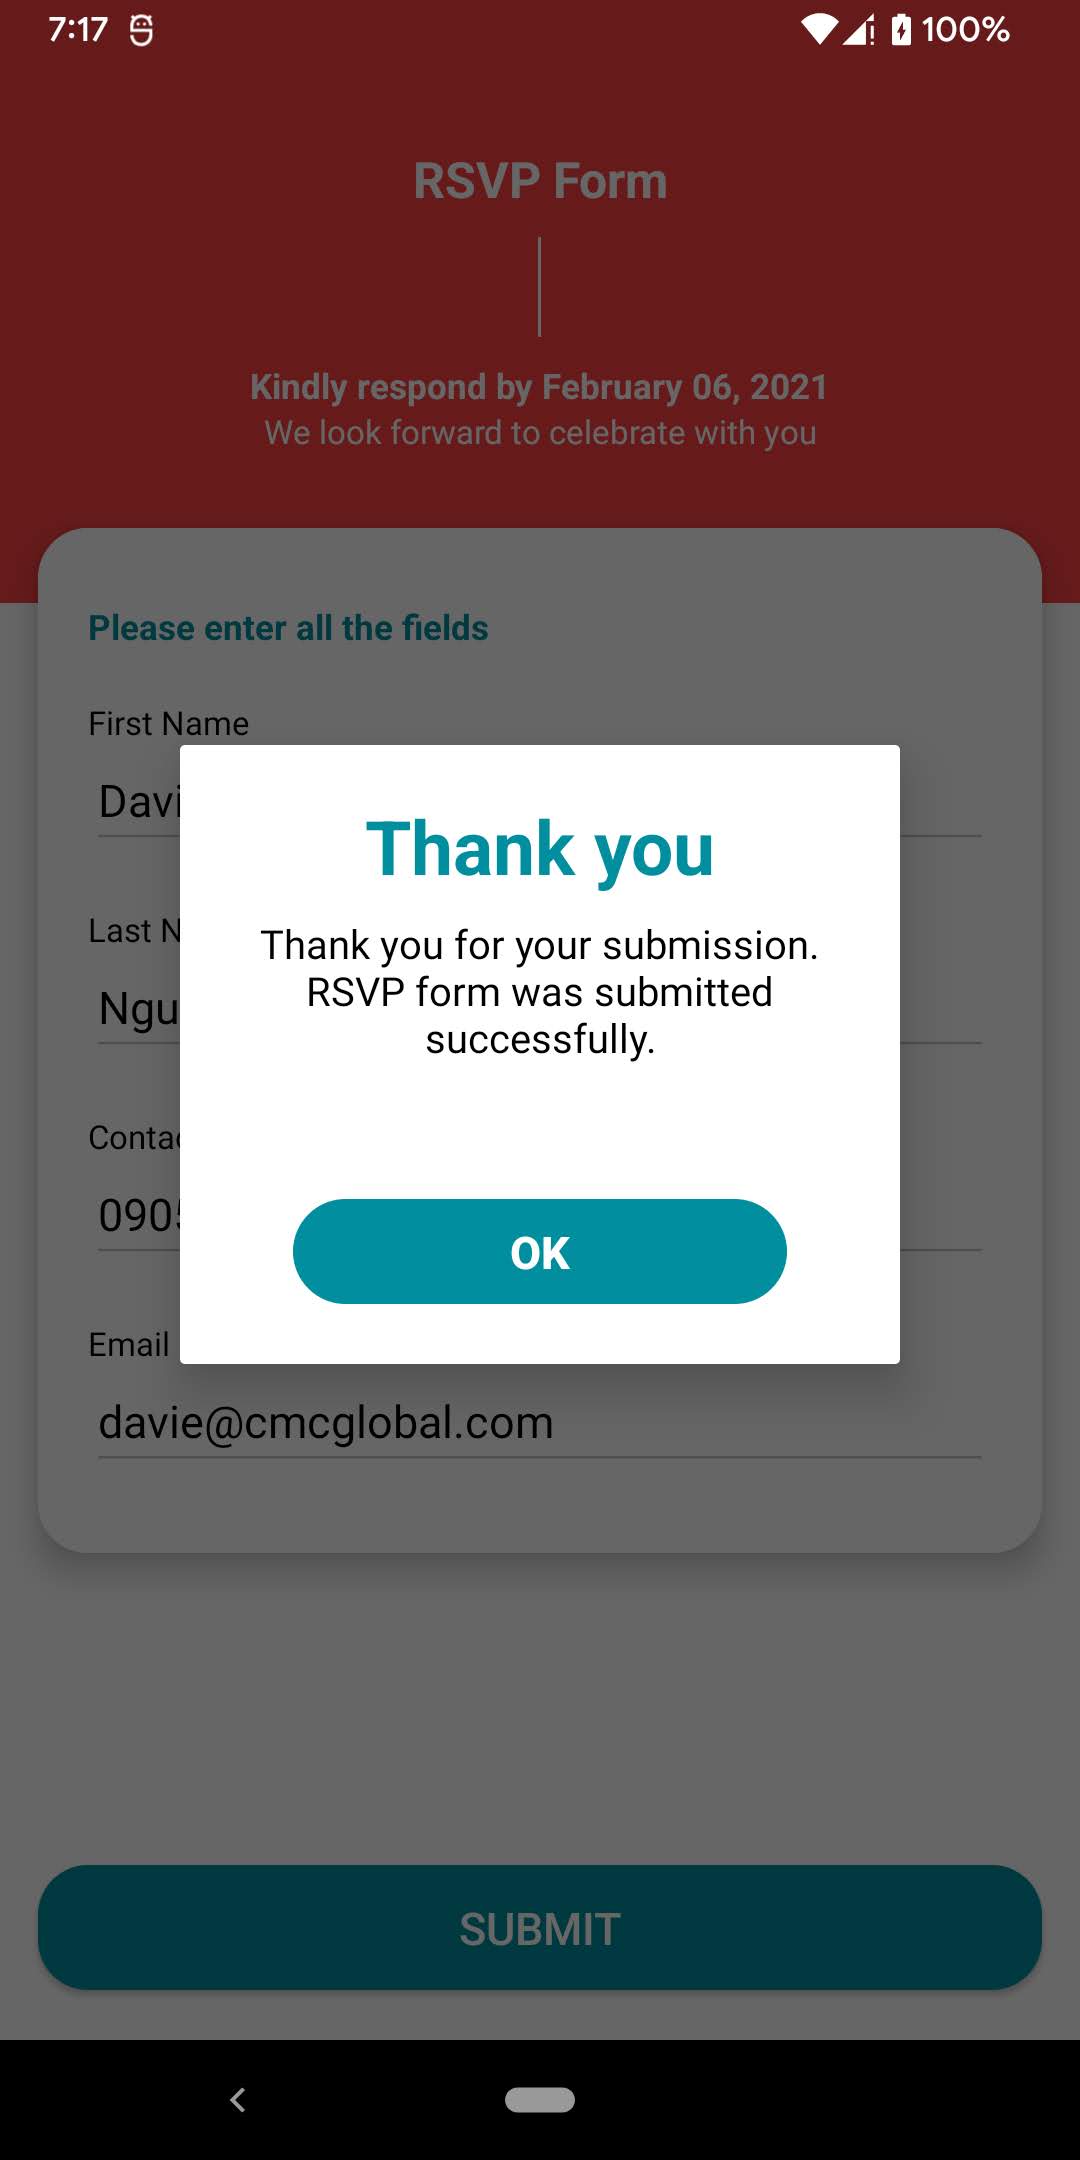 7:17 100%
RSVP Form
Kindly respond by February 06, 2021
We look forward to celebrate with you
Please enter all the fields
First Name
Davi
Thank you
Last N
Thank you for your submission.
RSVP form was submitted
successfully.
Ngu
Contac
090
OK
Email
davie@cmcglobal.com
SUBMIT